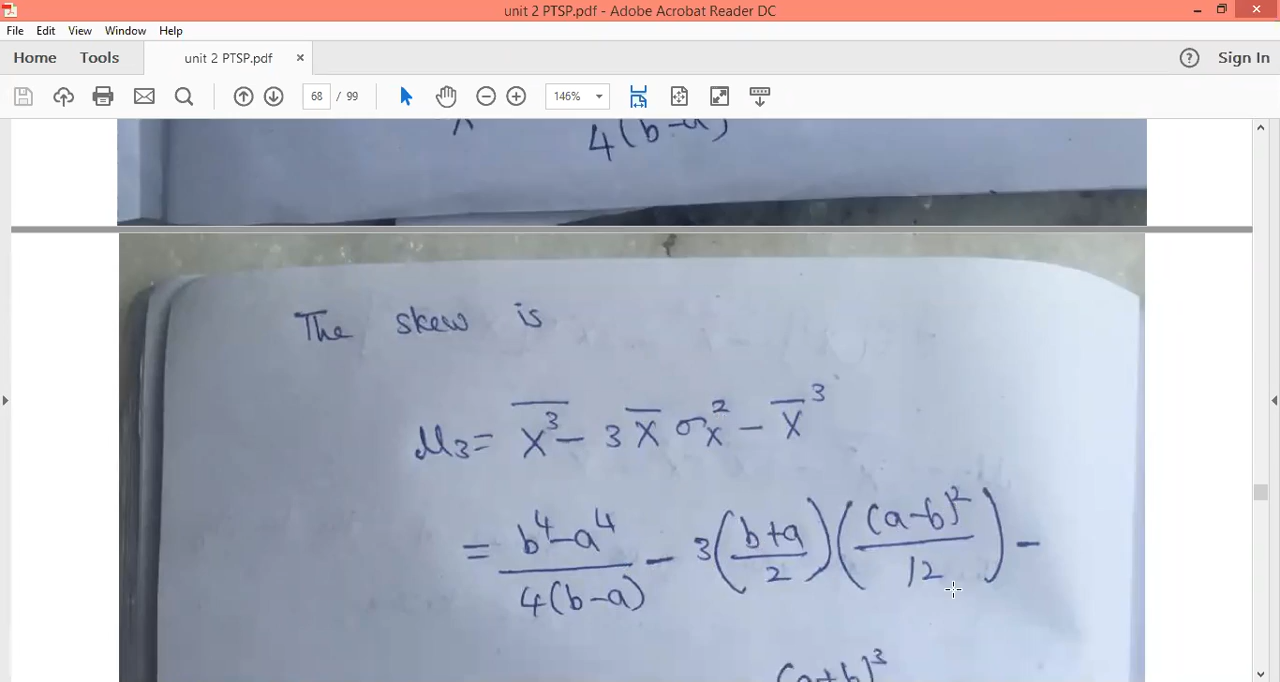 unit 2 PTSP.pdf - Adobe Acrobat Reader DC
File Edit View Window Help
Home Tools unit 2 PTSP.pdf × Sign In
68 / 99 146%
4(b-a)
The skew is
μ₃ = X̅³ - 3 X̅ σₓ² - X̅³
= b⁴-a⁴ / 4(b-a) - 3 (b+a / 2) ((a-b)² / 12) -
(a+b)³